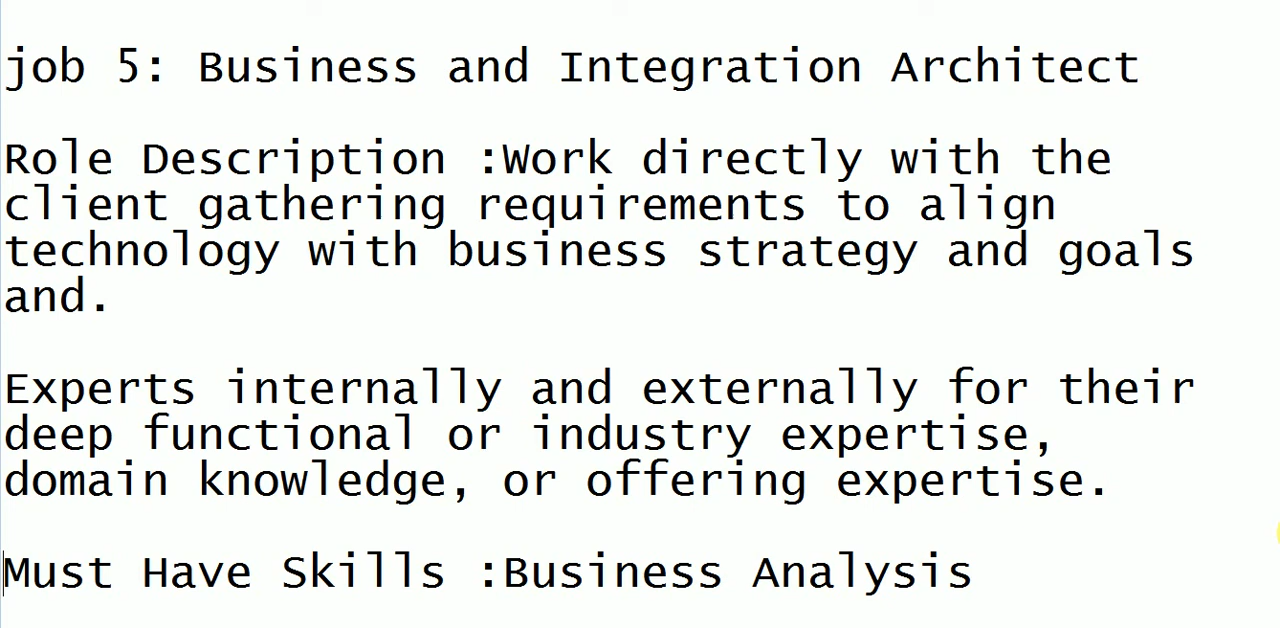 job 5: Business and Integration Architect
Role Description :Work directly with the
client gathering requirements to align
technology with business strategy and goals
and.
Experts internally and externally for their
deep functional or industry expertise,
domain knowledge, or offering expertise.
Must Have Skills :Business Analysis